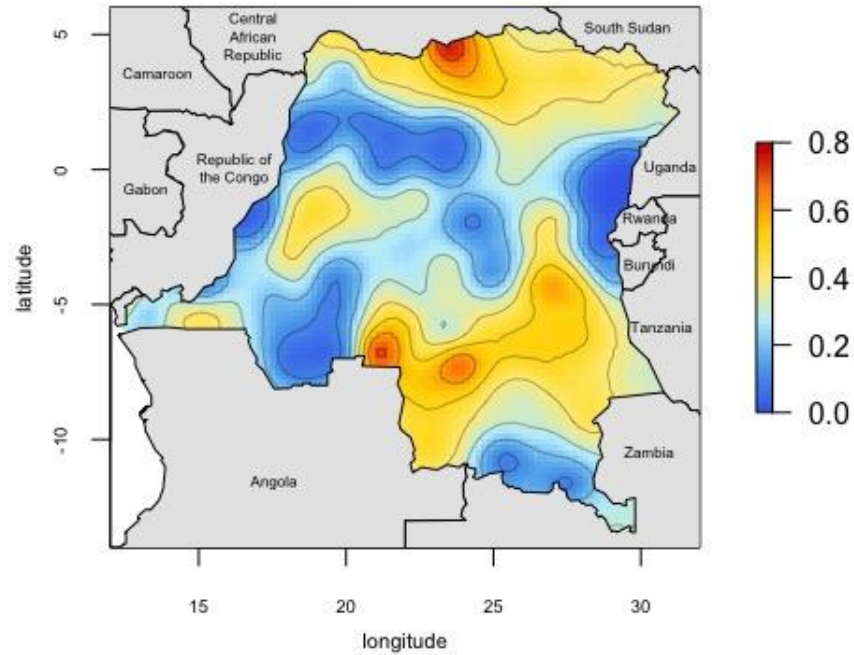 Central
African
Republic
South Sudan
Camaroon
Uganda
Republic of
the Congo
Gabon
Rwanda
Burundi
Tanzania
Zambia
Angola
5
0
-5
-10
latitude
15
20
25
30
longitude
0.8
0.6
0.4
0.2
0.0